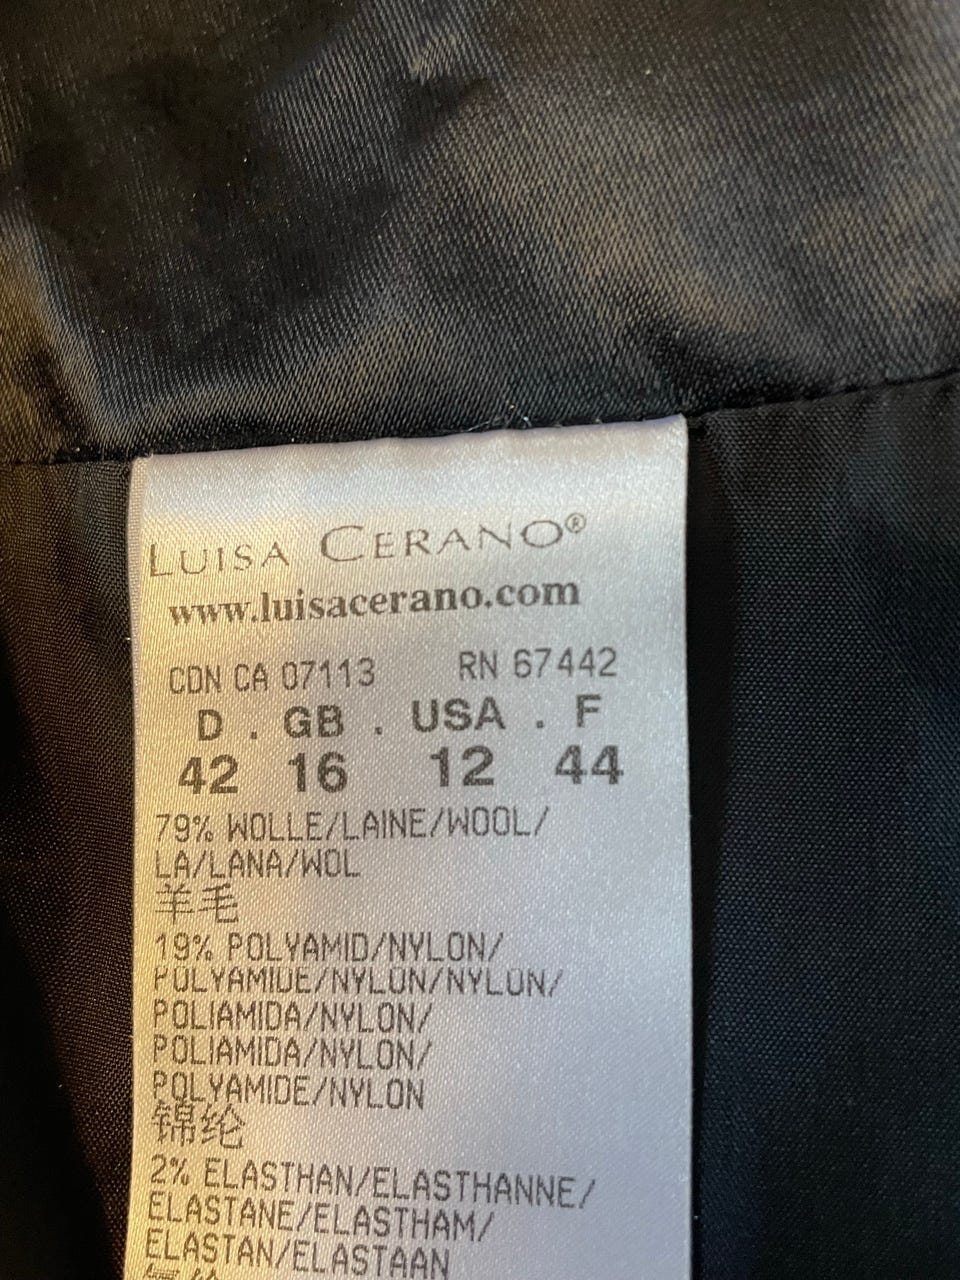 LUISA CERANO®
www.luisacerano.com
CDN CA 07113 RN 67442
D . GB . USA . F
42 16 12 44
79% WOLLE/LAINE/WOOL/
LA/LANA/WOL
羊毛
19% POLYAMID/NYLON/
POLYAMIDE/NYLON/NYLON/
POLIAMIDA/NYLON/
POLIAMIDA/NYLON/
POLYAMIDE/NYLON
锦纶
2% ELASTHAN/ELASTHANNE/
ELASTANE/ELASTHAM/
ELASTAN/ELASTAAN